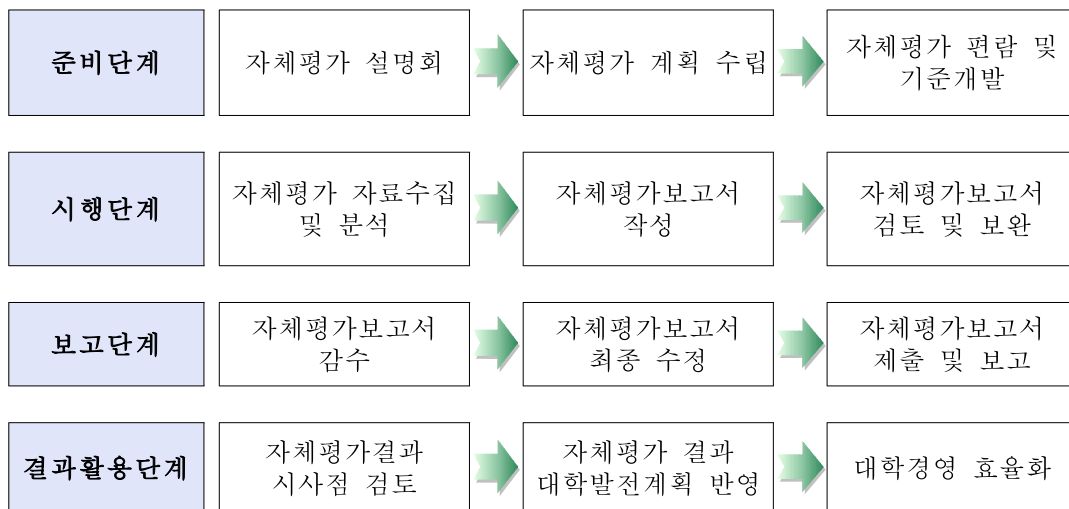 준비단계
자체평가 설명회
자체평가 계획 수립
자체평가 편람 및
기준개발
시행단계
자체평가 자료수집
및 분석
자체평가보고서
작성
자체평가보고서
검토 및 보완
보고단계
자체평가보고서
감수
자체평가보고서
최종 수정
자체평가보고서
제출 및 보고
결과활용단계
자체평가결과
시사점 검토
자체평가 결과
대학발전계획 반영
대학경영 효율화